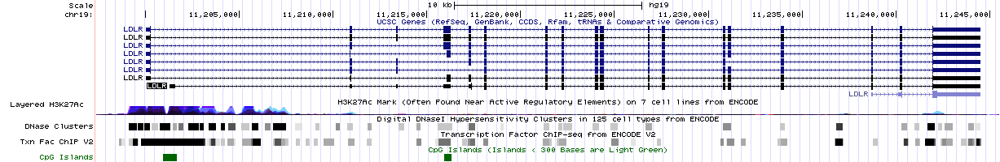 Scale 10 kb hg19
chr19: 11,205,000 11,210,000 11,215,000 11,220,000 11,225,000 11,230,000 11,235,000 11,240,000 11,245,000
UCSC Genes (RefSeq, GenBank, CCDS, Rfam, tRNAs & Comparative Genomics)
LDLR
LDLR
LDLR
LDLR
LDLR
LDLR
LDLR
LDLR
LDLR
Layered H3K27Ac H3K27Ac Mark (Often Found Near Active Regulatory Elements) on 7 cell lines from ENCODE
Digital DNaseI Hypersensitivity Clusters in 125 cell types from ENCODE
DNase Clusters
Transcription Factor ChIP-seq from ENCODE V2
Txn Fac ChIP V2
CpG Islands (Islands < 300 Bases are Light Green)
CpG Islands